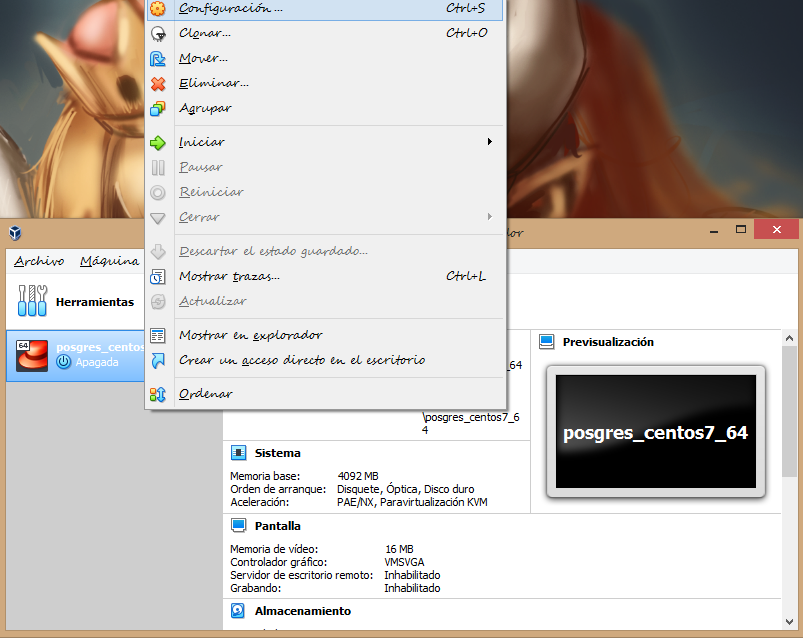 Configuración... Ctrl+S
Clonar... Ctrl+O
Mover...
Eliminar...
Agrupar
Iniciar
Pausar
Reiniciar
Cerrar
Descartar el estado guardado...
Mostrar trazas... Ctrl+L
Actualizar
Mostrar en explorador
Crear un acceso directo en el escritorio
Ordenar
Archivo Máquina
Herramientas
64
posgres_centos
Apagada
_64
\posgres_centos7_6
4
Sistema
Memoria base: 4092 MB
Orden de arranque: Disquete, Óptica, Disco duro
Aceleración: PAE/NX, Paravirtualización KVM
Pantalla
Memoria de vídeo: 16 MB
Controlador gráfico: VMSVGA
Servidor de escritorio remoto: Inhabilitado
Grabando: Inhabilitado
Almacenamiento
Previsualización
posgres_centos7_64